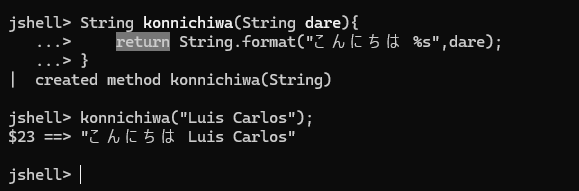 jshell> String konnichiwa(String dare){
   ...>     return String.format("こんにちは %s",dare);
   ...> }
|  created method konnichiwa(String)
jshell> konnichiwa("Luis Carlos");
$23 ==> "こんにちは Luis Carlos"
jshell>